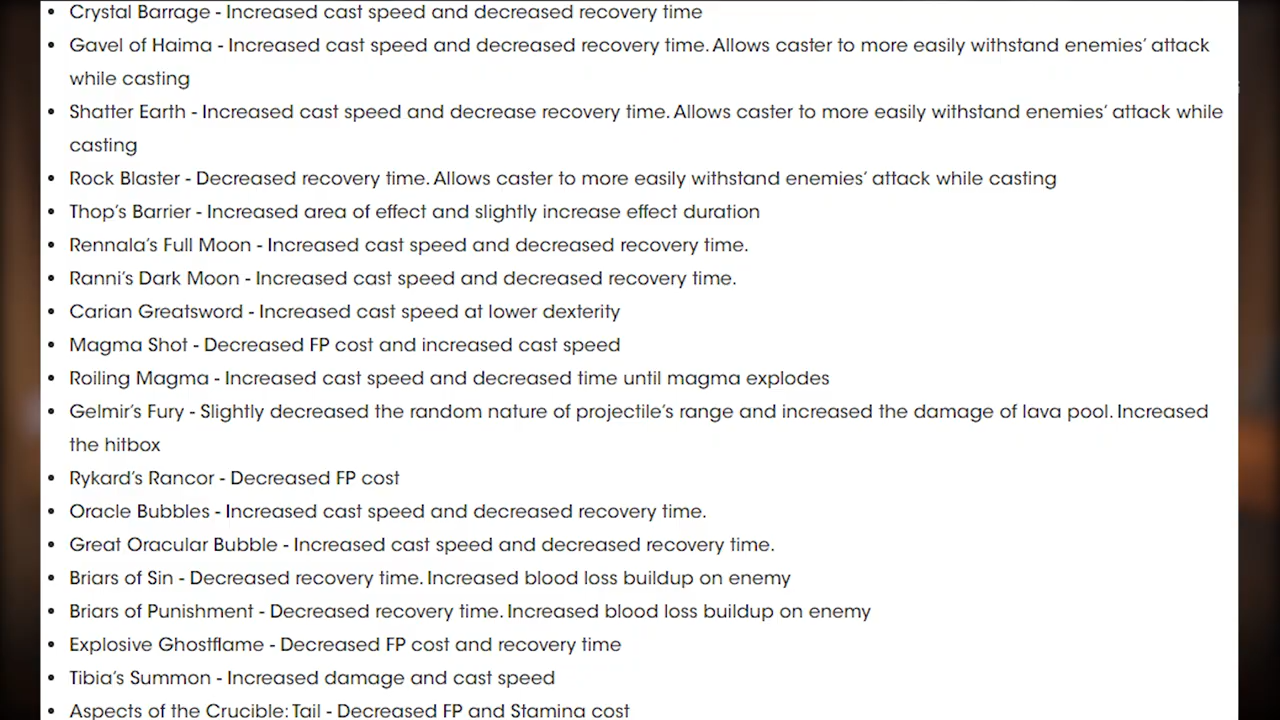 • Crystal Barrage - Increased cast speed and decreased recovery time
• Gavel of Haima - Increased cast speed and decreased recovery time. Allows caster to more easily withstand enemies’ attack
while casting
• Shatter Earth - Increased cast speed and decrease recovery time. Allows caster to more easily withstand enemies’ attack while
casting
• Rock Blaster - Decreased recovery time. Allows caster to more easily withstand enemies’ attack while casting
• Thop’s Barrier - Increased area of effect and slightly increase effect duration
• Rennala’s Full Moon - Increased cast speed and decreased recovery time.
• Ranni’s Dark Moon - Increased cast speed and decreased recovery time.
• Carian Greatsword - Increased cast speed at lower dexterity
• Magma Shot - Decreased FP cost and increased cast speed
• Roiling Magma - Increased cast speed and decreased time until magma explodes
• Gelmir’s Fury - Slightly decreased the random nature of projectile’s range and increased the damage of lava pool. Increased
the hitbox
• Rykard’s Rancor - Decreased FP cost
• Oracle Bubbles - Increased cast speed and decreased recovery time.
• Great Oracular Bubble - Increased cast speed and decreased recovery time.
• Briars of Sin - Decreased recovery time. Increased blood loss buildup on enemy
• Briars of Punishment - Decreased recovery time. Increased blood loss buildup on enemy
• Explosive Ghostflame - Decreased FP cost and recovery time
• Tibia’s Summon - Increased damage and cast speed
• Aspects of the Crucible: Tail - Decreased FP and Stamina cost